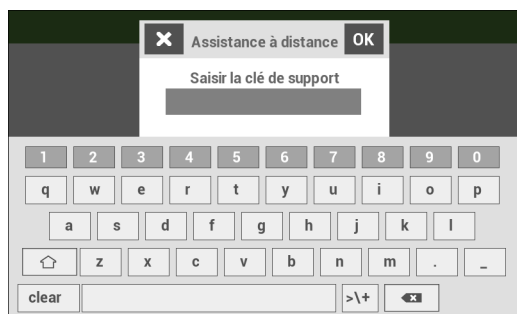 Assistance à distance OK
Saisir la clé de support
1 2 3 4 5 6 7 8 9 0
q w e r t y u i o p
a s d f g h j k l
z x c v b n m . _
clear >\+